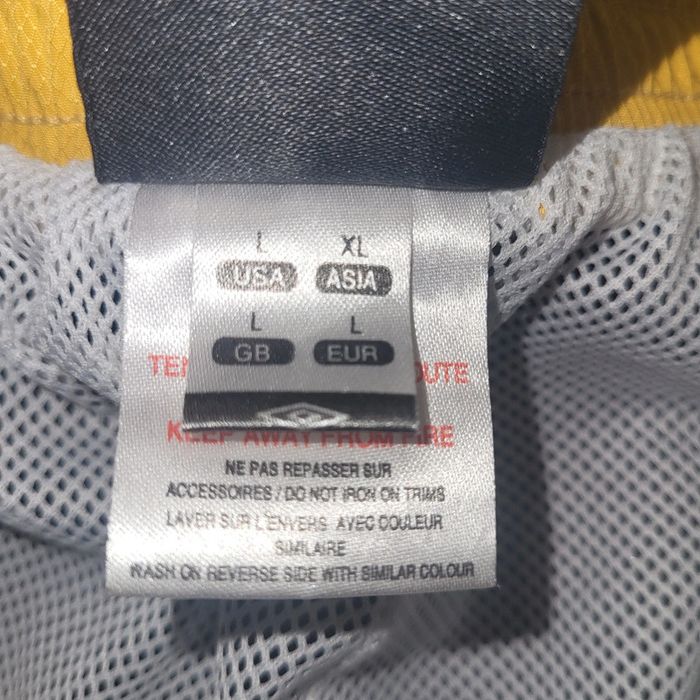 L XL
USA ASIA
L L
GB EUR
KEEP AWAY FROM FIRE
NE PAS REPASSER SUR
ACCESSOIRES / DO NOT IRON ON TRIMS
LAVER SUR L'ENVERS AVEC COULEUR
SIMILAIRE
WASH ON REVERSE SIDE WITH SIMILAR COLOUR